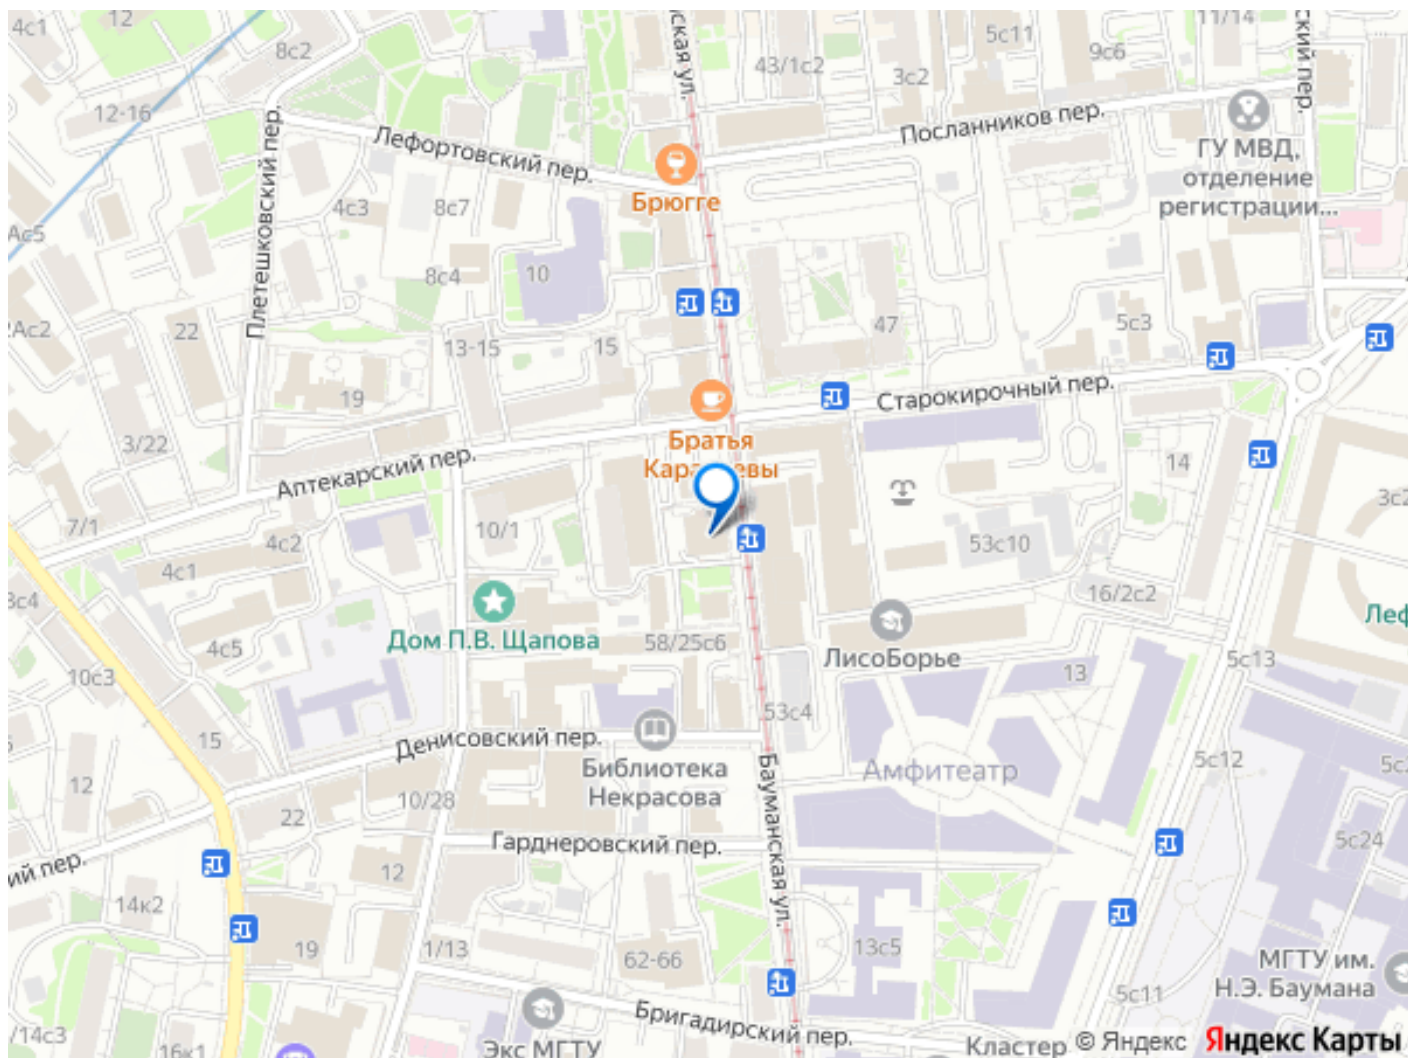 4с1
12
8с2
12-16
ская ул.
43/1с2
3с2
5с11
9с6
11/14
ский пер.
Лефортовский пер.
Посланников пер.
ГУ МВД,
отделение
регистрации...
Брюгге
Плетешковский пер.
4с3
8с7
8с4
10
Ас5
2Ас2
22
13-15
15
47
5с3
19
3/22
Старокирочный пер.
Братья
Аптекарский пер.
7/1
4с2
4с1
10/1
14
3с2
53с10
16/2с2
Дом П.В. Щапова
58/25с6
ЛисоБорье
Леф
4с5
10с3
5с13
13
53с4
15
Денисовский пер.
Библиотека
Некрасова
Амфитеатр
5с12
12
22
10/28
Гарднеровский пер.
Бауманская ул.
5с24
ий пер.
12
14к2
19
1/13
62-66
13с5
МГТУ им.
Н.Э. Баумана
5с11
/14с3
16к1
Экс МГТУ
Бригадирский пер.
Кластер
© Яндекс Яндекс Карты